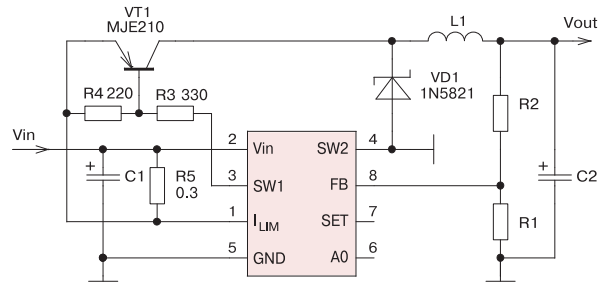 VT1
MJE210
L1
Vout
R4 220
R3 330
VD1
1N5821
R2
Vin
2
Vin
SW2
4
C1
R5
0.3
3
SW1
FB
8
C2
1
ILIM
SET
7
R1
5
GND
A0
6
+
+